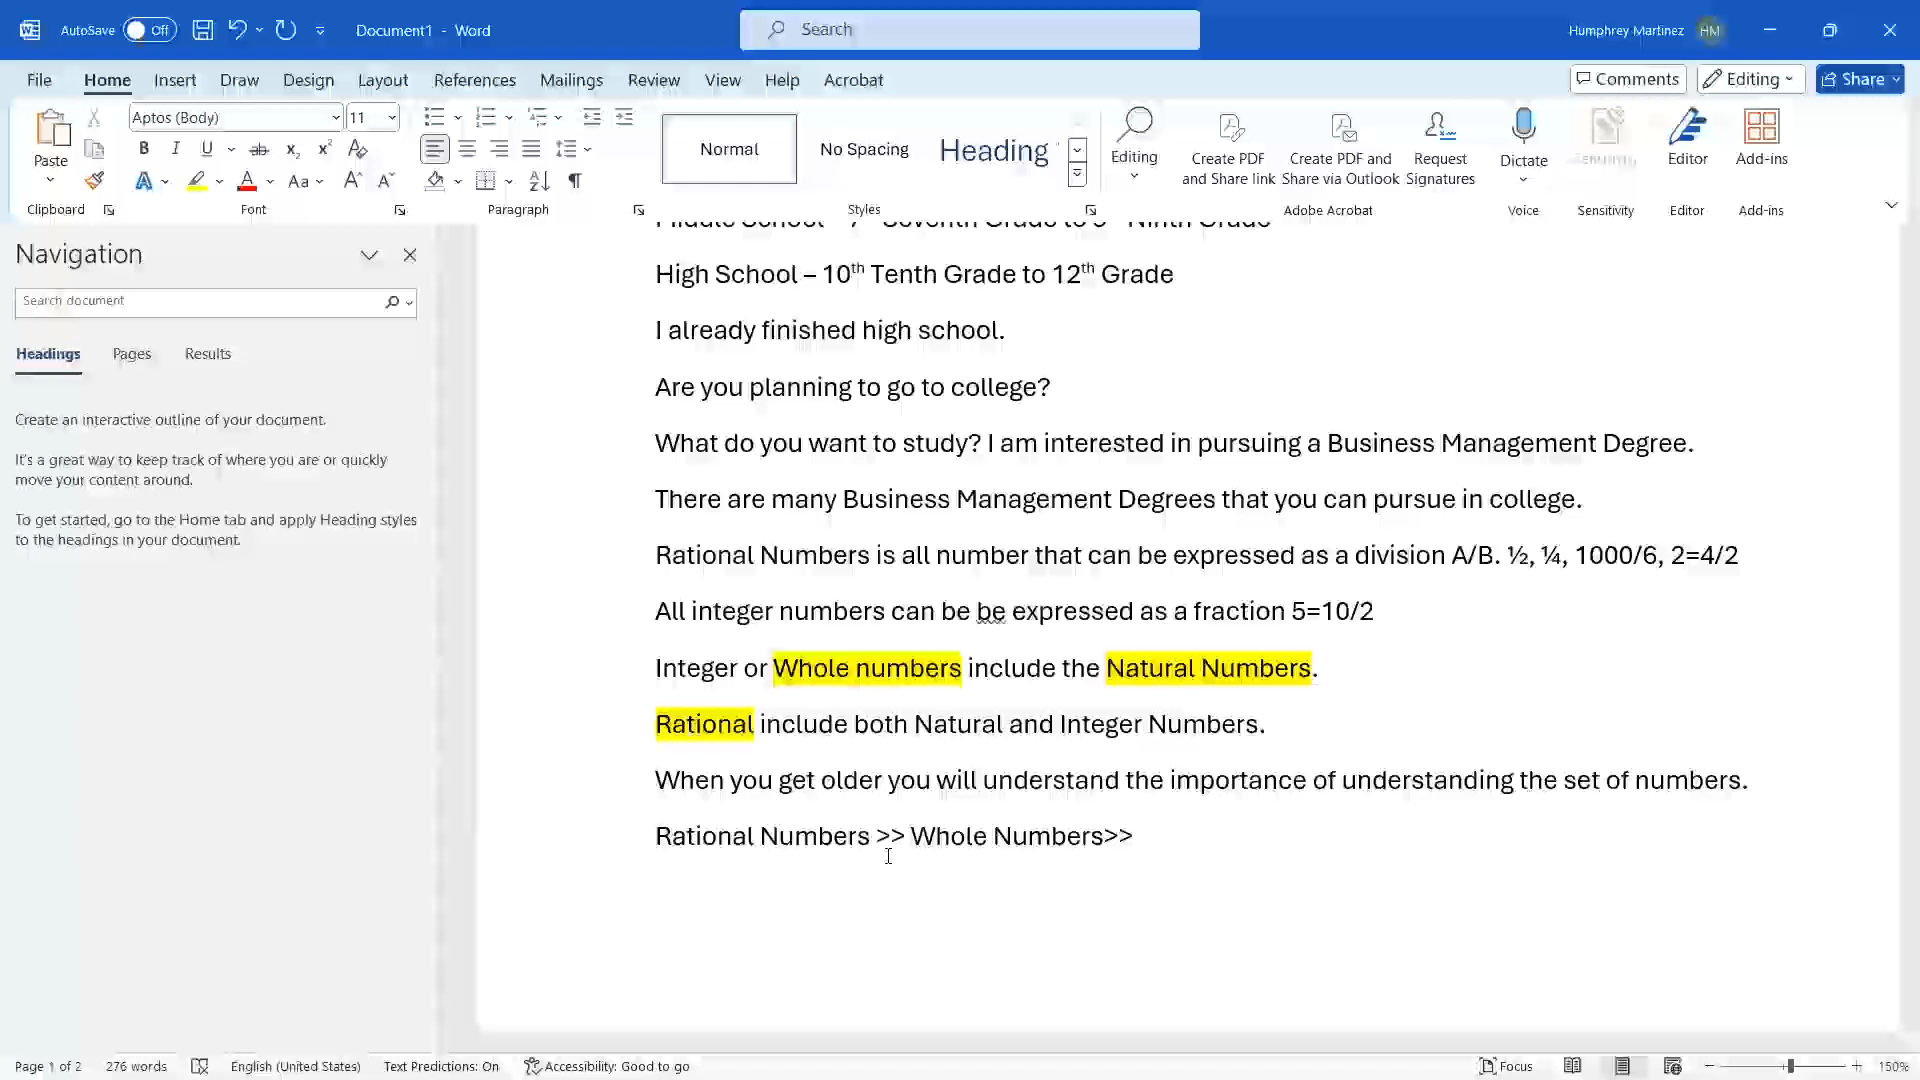 AutoSave Off Document1 - Word Search Humphrey Martinez HM
File Home Insert Draw Design Layout References Mailings Review View Help Acrobat Comments Editing Share
Aptos (Body) 11
Paste
B I U ab x₂ x² A
A A Aa A A
Normal No Spacing Heading
Editing
Create PDF and Share link
Create PDF and Share via Outlook
Request Signatures
Dictate
Sensitivity
Editor
Add-ins
Clipboard Font Paragraph Styles Adobe Acrobat Voice Sensitivity Editor Add-ins
Navigation
Search document
Headings Pages Results
Create an interactive outline of your document.
It's a great way to keep track of where you are or quickly
move your content around.
To get started, go to the Home tab and apply Heading styles
to the headings in your document.
High School – 10th Tenth Grade to 12th Grade
I already finished high school.
Are you planning to go to college?
What do you want to study? I am interested in pursuing a Business Management Degree.
There are many Business Management Degrees that you can pursue in college.
Rational Numbers is all number that can be expressed as a division A/B. ½, ¼, 1000/6, 2=4/2
All integer numbers can be be expressed as a fraction 5=10/2
Integer or Whole numbers include the Natural Numbers.
Rational include both Natural and Integer Numbers.
When you get older you will understand the importance of understanding the set of numbers.
Rational Numbers >> Whole Numbers>>
Page 1 of 2 276 words English (United States) Text Predictions: On Accessibility: Good to go Focus 150%